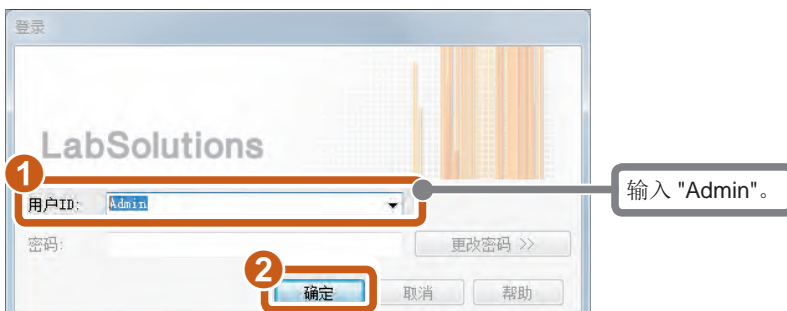 登录
LabSolutions
1
用户ID: Admin
输入 "Admin"。
密码:
更改密码 >>
2
确定 取消 帮助